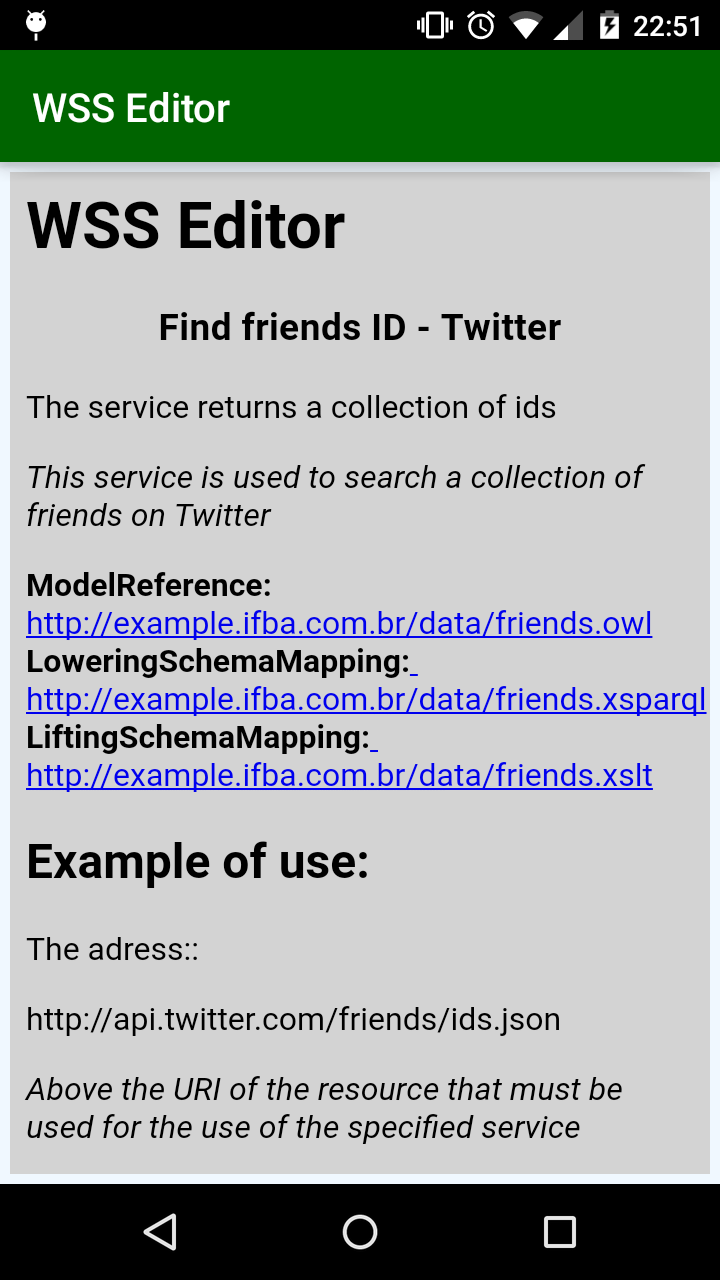 22:51
WSS Editor
WSS Editor
Find friends ID - Twitter
The service returns a collection of ids
This service is used to search a collection of
friends on Twitter
ModelReference:
http://example.ifba.com.br/data/friends.owl
LoweringSchemaMapping:
http://example.ifba.com.br/data/friends.xsparql
LiftingSchemaMapping:
http://example.ifba.com.br/data/friends.xslt
Example of use:
The adress::
http://api.twitter.com/friends/ids.json
Above the URI of the resource that must be
used for the use of the specified service